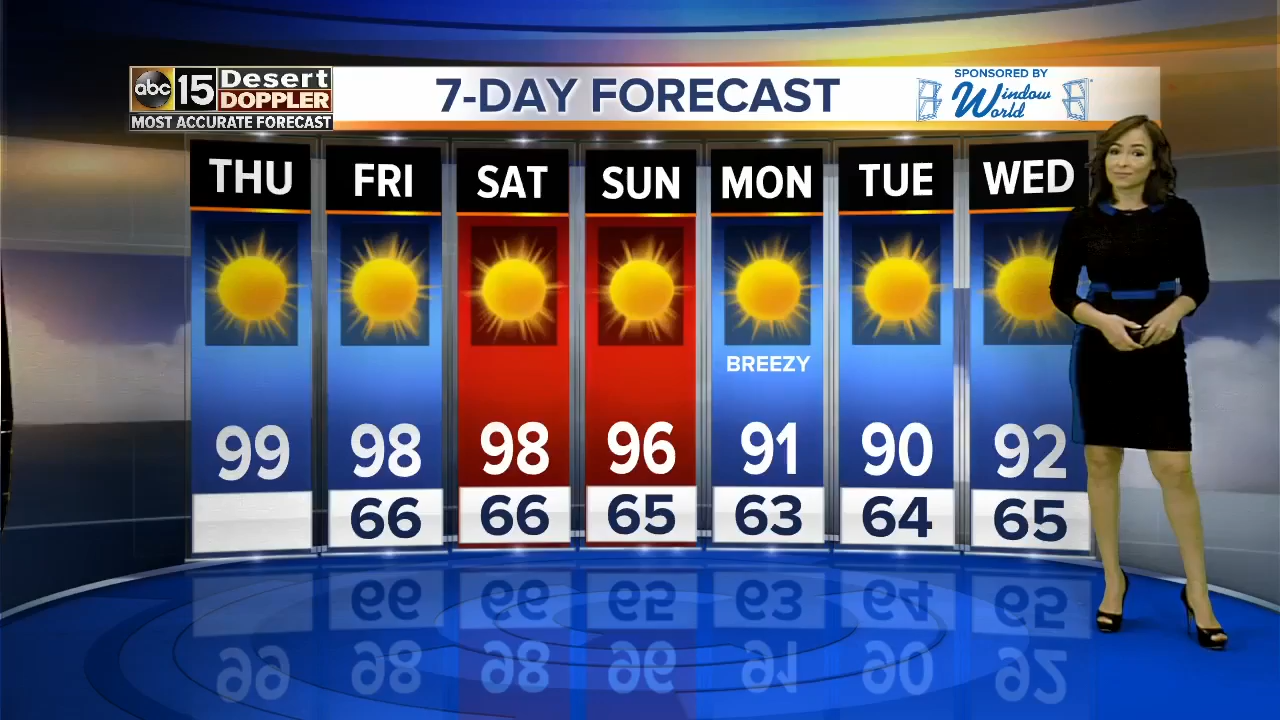 abc 15 Desert DOPPLER
MOST ACCURATE FORECAST
7-DAY FORECAST
SPONSORED BY
Window World
THU FRI SAT SUN MON TUE WED
BREEZY
99 98 98 96 91 90 92
66 66 65 63 64 65